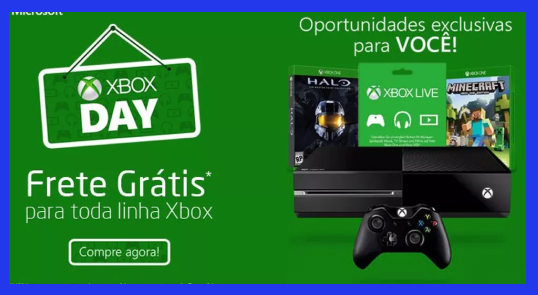 Microsoft
XBOX
DAY
Frete Grátis*
para toda linha Xbox
Compre agora!
Oportunidades exclusivas
para VOCÊ!
XBOX ONE
HALO
XBOX LIVE
XBOX ONE
MINECRAFT